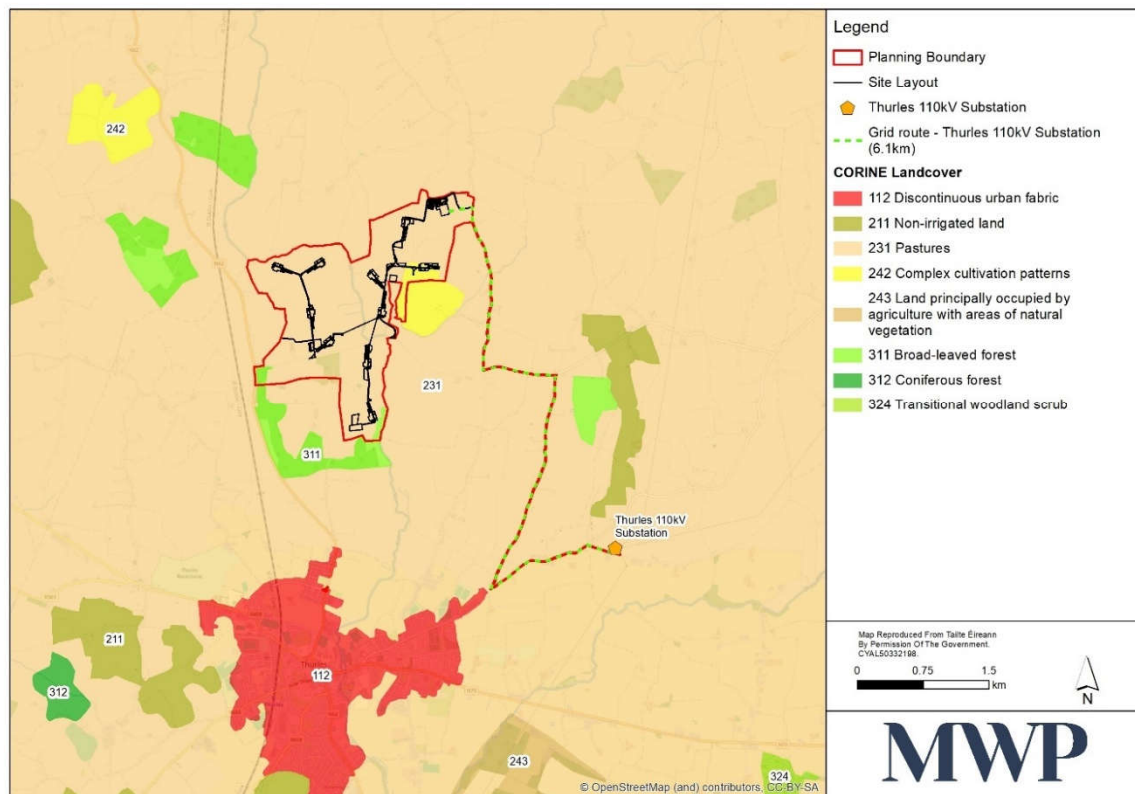 242
231
311
Thurles 110kV
Substation
211
312
Thurles
112
243
324
© OpenStreetMap (and) contributors, CC-BY-SA
Legend
Planning Boundary
Site Layout
Thurles 110kV Substation
Grid route - Thurles 110kV Substation
(6.1km)
CORINE Landcover
112 Discontinuous urban fabric
211 Non-irrigated land
231 Pastures
242 Complex cultivation patterns
243 Land principally occupied by
agriculture with areas of natural
vegetation
311 Broad-leaved forest
312 Coniferous forest
324 Transitional woodland scrub
Map Reproduced From Tailte Éireann
By Permission Of The Government.
CYAL50332198.
0 0.75 1.5
km
N
MWP